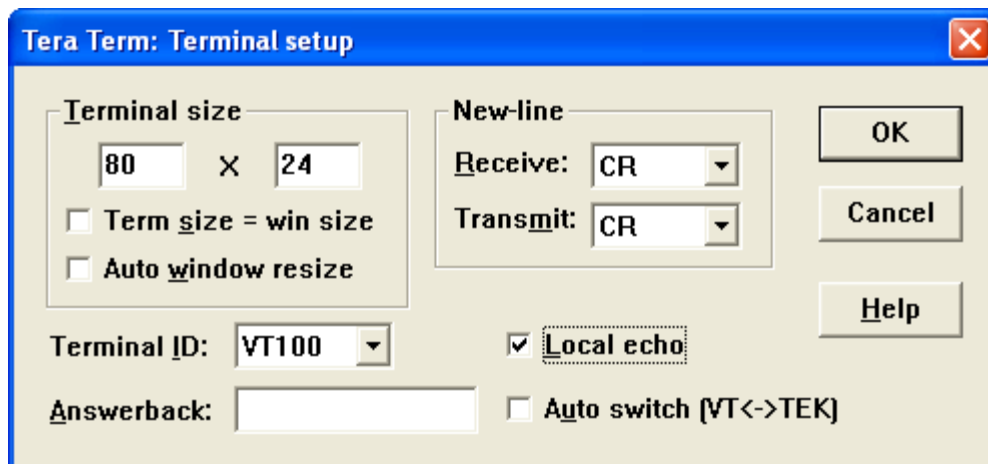 Tera Term: Terminal setup
Terminal size
80 X 24
Term size = win size
Auto window resize
New-line
Receive: CR
Transmit: CR
OK
Cancel
Help
Terminal ID: VT100
Local echo
Answerback:
Auto switch (VT<->TEK)